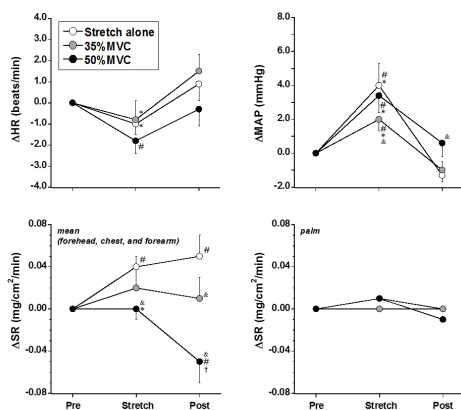 Stretch alone
35%MVC
50%MVC
ΔHR (beats/min)
4.0
3.0
2.0
1.0
0.0
-1.0
-2.0
3.0
4.0
*
*
#
ΔMAP (mmHg)
8.0
6.0
4.0
2.0
0.0
2.0
#
*
#
*
#
*
&
&
mean
(forehead, chest, and forearm)
ΔSR (mg/cm²/min)
0.08
0.04
0.00
-0.04
-0.08
#
#
&
&
*
&
#
†
Pre
Stretch
Post
palm
ΔSR (mg/cm²/min)
0.08
0.04
0.00
-0.04
-0.08
Pre
Stretch
Post